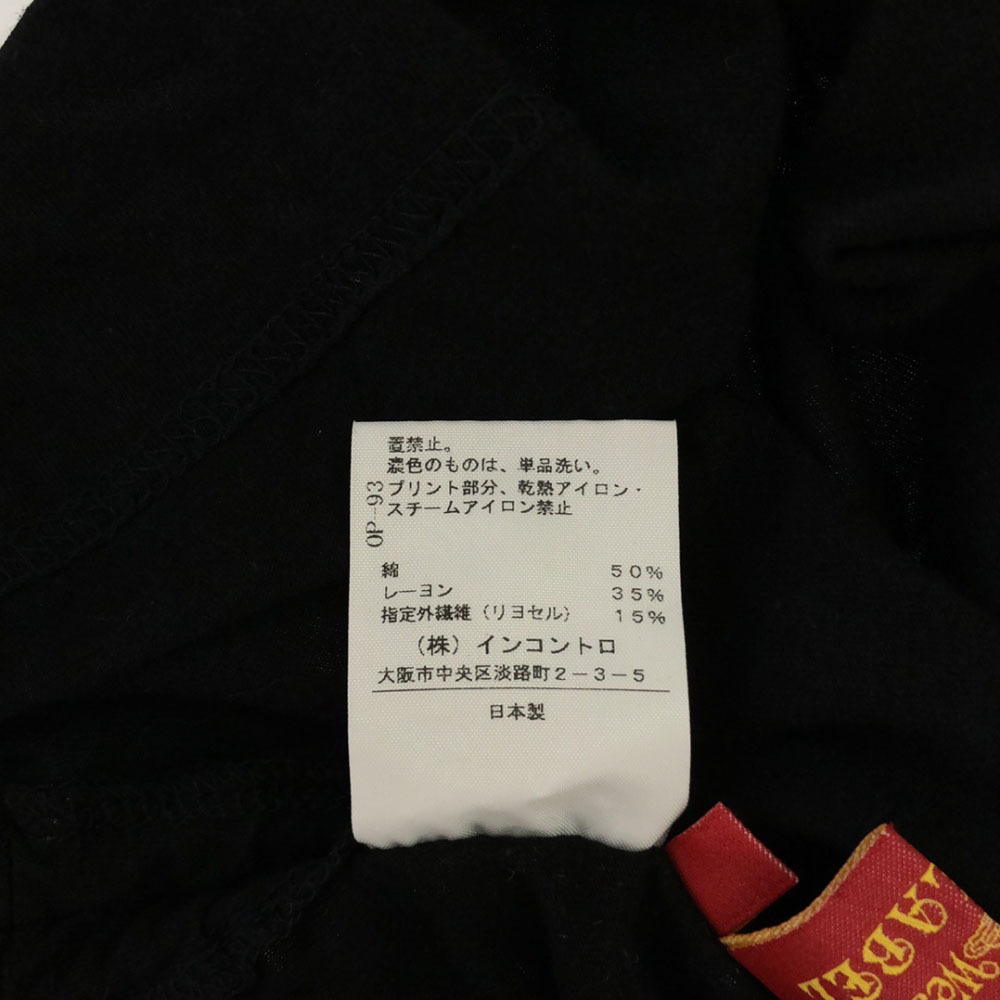 置禁止。
濃色のものは、単品洗い。
プリント部分、乾熱アイロン・
スチームアイロン禁止
OP-93
綿 50%
レーヨン 35%
指定外繊維（リヨセル） 15%
（株）インコントロ
大阪市中央区淡路町2-3-5
日本製